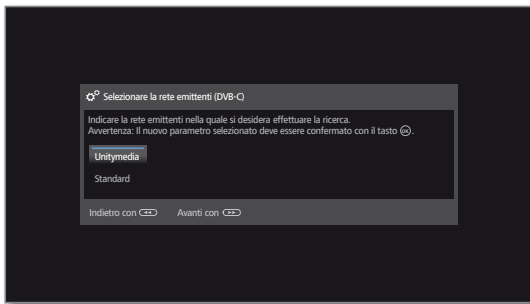 Selezionare la rete emittenti (DVB-C)
Indicare la rete emittenti nella quale si desidera effettuare la ricerca.
Avvertenza: Il nuovo parametro selezionato deve essere confermato con il tasto OK.
Unitymedia
Standard
Indietro con Avanti con